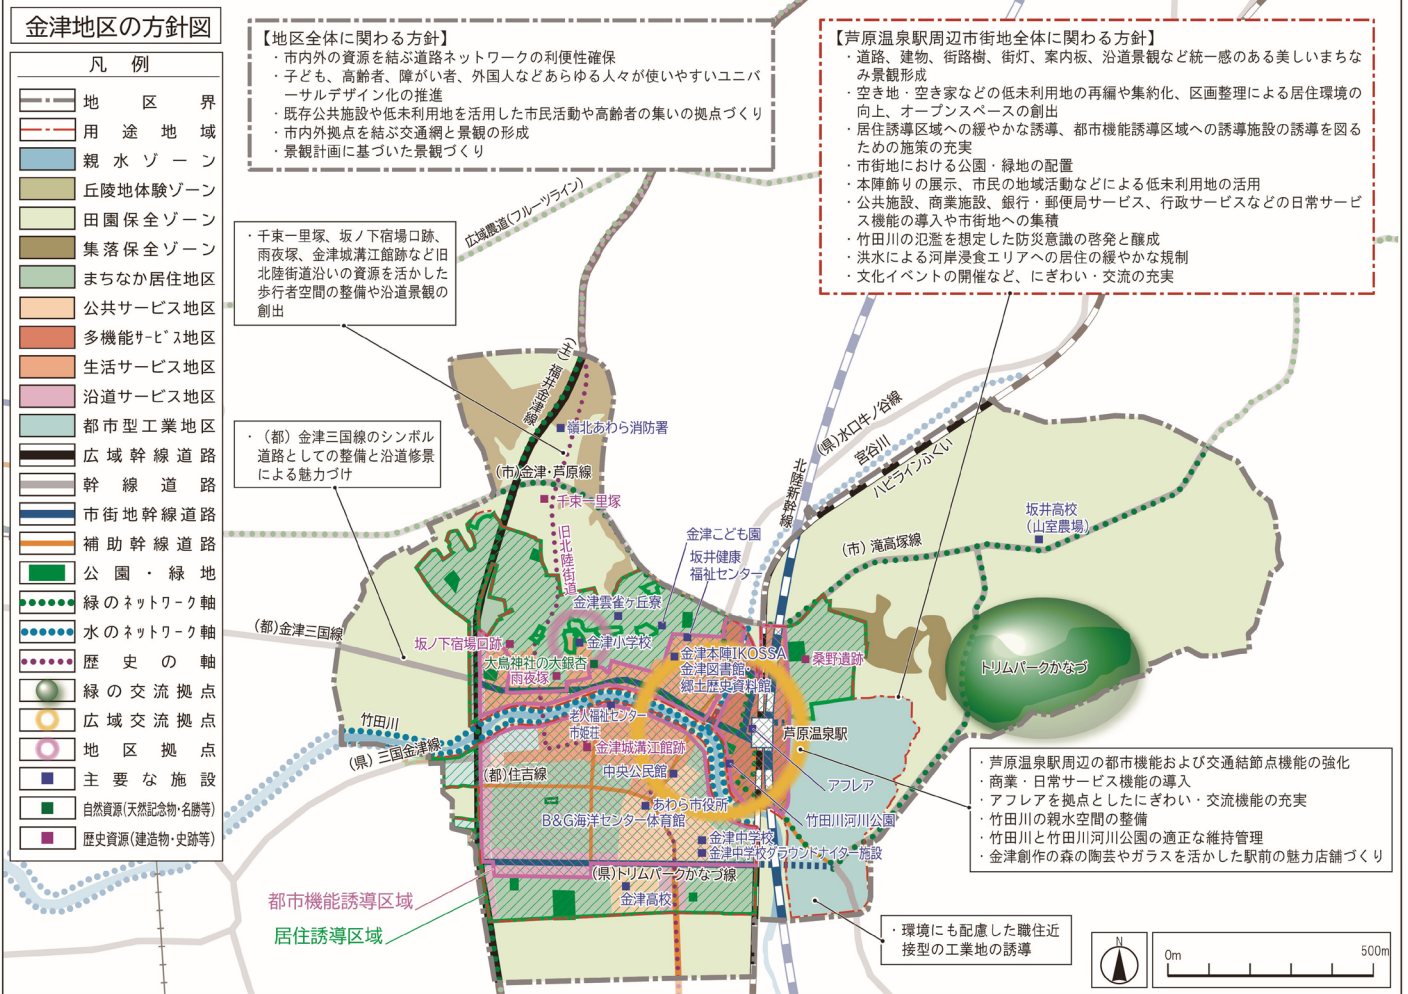 金津地区の方針図
凡例
地区界
用途地域
親水ゾーン
丘陵地体験ゾーン
田園保全ゾーン
集落保全ゾーン
まちなか居住地区
公共サービス地区
多機能サービス地区
生活サービス地区
沿道サービス地区
都市型工業地区
広域幹線道路
幹線道路
市街地幹線道路
補助幹線道路
公園・緑地
緑のネットワーク軸
水のネットワーク軸
歴史の軸
緑の交流拠点
広域交流拠点
地区拠点
主要な施設
自然資源(天然記念物・名勝等)
歴史資源(建造物・史跡等)
【地区全体に関わる方針】
・市内外の資源を結ぶ道路ネットワークの利便性確保
・子ども、高齢者、障がい者、外国人などあらゆる人々が使いやすいユニバ
ーサルデザイン化の推進
・既存公共施設や低未利用地を活用した市民活動や高齢者の集いの拠点づくり
・市内外拠点を結ぶ交通網と景観の形成
・景観計画に基づいた景観づくり
【芦原温泉駅周辺市街地全体に関わる方針】
・道路、建物、街路樹、街灯、案内板、沿道景観など統一感のある美しいまちな
み景観形成
・空き地・空き家などの低未利用地の再編や集約化、区画整理による居住環境の
向上、オープンスペースの創出
・居住誘導区域への緩やかな誘導、都市機能誘導区域への誘導施設の誘導を図る
ための施策の充実
・市街地における公園・緑地の配置
・本陣飾りの展示、市民の地域活動などによる低未利用地の活用
・公共施設、商業施設、銀行・郵便局サービス、行政サービスなどの日常サービ
ス機能の導入や市街地への集積
・竹田川の氾濫を想定した防災意識の啓発と醸成
・洪水による河岸浸食エリアへの居住の緩やかな規制
・文化イベントの開催など、にぎわい・交流の充実
・千束一里塚、坂ノ下宿場口跡、
雨夜塚、金津城溝江館跡など旧
北陸街道沿いの資源を活かした
歩行者空間の整備や沿道景観の
創出
・（都）金津三国線のシンボル
道路としての整備と沿道修景
による魅力づけ
広域農道(フルーツライン)
(主)福井金津線
嶺北あわら消防署
(市)金津・芦原線
千束一里塚
旧北陸街道
金津こども園
坂井健康
福祉センター
北陸新幹線
(県)水口牛ノ谷線
宮谷川
ハピラインふくい
坂井高校
(山室農場)
(市)滝高塚線
金津雲雀ヶ丘寮
金津小学校
(都)金津三国線
坂ノ下宿場口跡
大鳥神社の大銀杏
雨夜塚
金津本陣IKOSSA
金津図書館・
郷土歴史資料館
桑野遺跡
トリムパークかなづ
竹田川
(県)三国金津線
老人福祉センター
市姫荘
金津城溝江館跡
芦原温泉駅
(都)住吉線
中央公民館
アフレア
あわら市役所
B&G海洋センター体育館
竹田川河川公園
金津中学校
金津中学校グラウンドナイター施設
(県)トリムパークかなづ線
金津高校
都市機能誘導区域
居住誘導区域
・芦原温泉駅周辺の都市機能および交通結節点機能の強化
・商業・日常サービス機能の導入
・アフレアを拠点としたにぎわい・交流機能の充実
・竹田川の親水空間の整備
・竹田川と竹田川河川公園の適正な維持管理
・金津創作の森の陶芸やガラスを活かした駅前の魅力店舗づくり
・環境にも配慮した職住近
接型の工業地の誘導
N
0m 500m